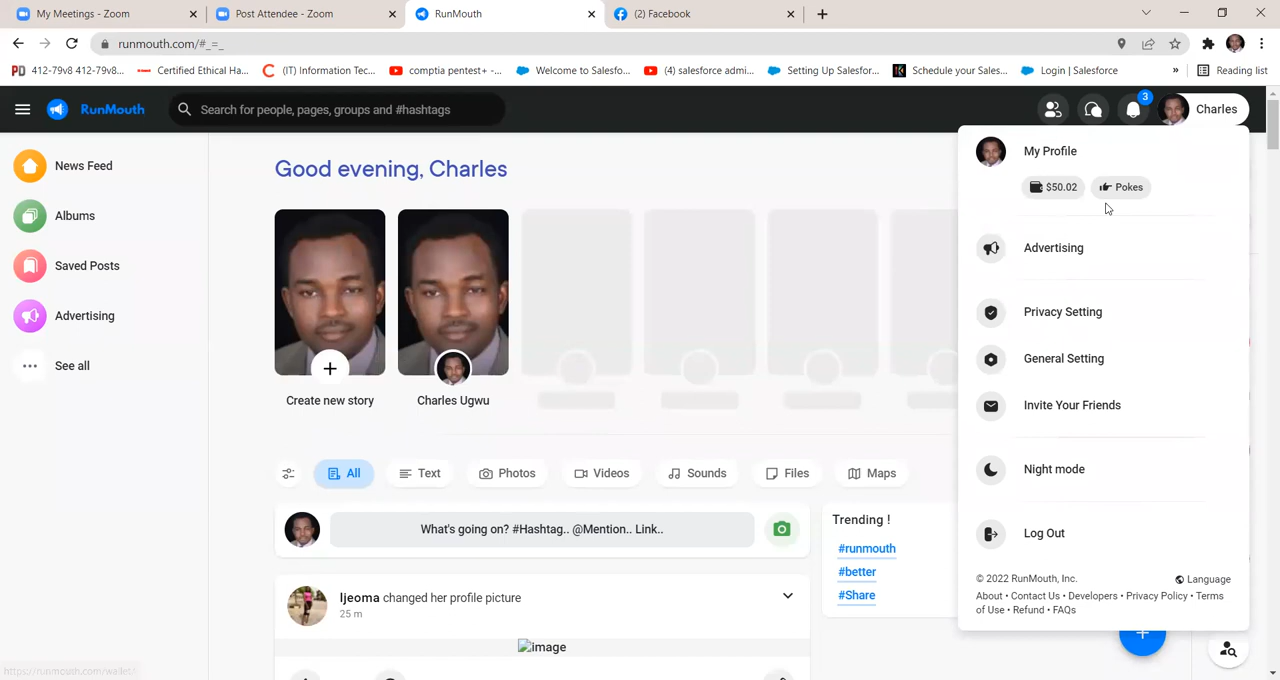 My Meetings - Zoom
Post Attendee - Zoom
RunMouth
(2) Facebook
runmouth.com/#_=_
PD 412-79v8 412-79v8...
Certified Ethical Ha...
(IT) Information Tec...
comptia pentest+ -...
Welcome to Salesfo...
(4) salesforce admi...
Setting Up Salesfor...
Schedule your Sales...
Login | Salesforce
»
Reading list
RunMouth
Search for people, pages, groups and #hashtags
3
Charles
News Feed
Albums
Saved Posts
Advertising
See all
Good evening, Charles
Create new story
Charles Ugwu
All
Text
Photos
Videos
Sounds
Files
Maps
What's going on? #Hashtag.. @Mention.. Link..
Ijeoma changed her profile picture
25 m
image
Trending !
#runmouth
#better
#Share
My Profile
$50.02
Pokes
Advertising
Privacy Setting
General Setting
Invite Your Friends
Night mode
Log Out
© 2022 RunMouth, Inc.
Language
About • Contact Us • Developers • Privacy Policy • Terms
of Use • Refund • FAQs
https://runmouth.com/wallet/